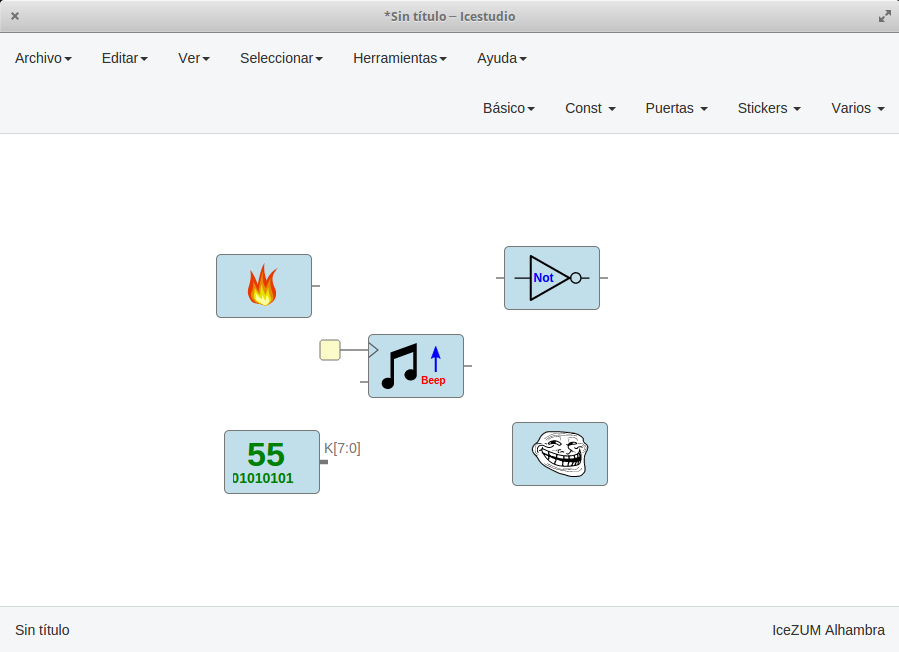 *Sin título – Icestudio
Archivo Editar Ver Seleccionar Herramientas Ayuda
Básico Const Puertas Stickers Varios
Not
Beep
55
01010101
K[7:0]
Sin título
IceZUM Alhambra